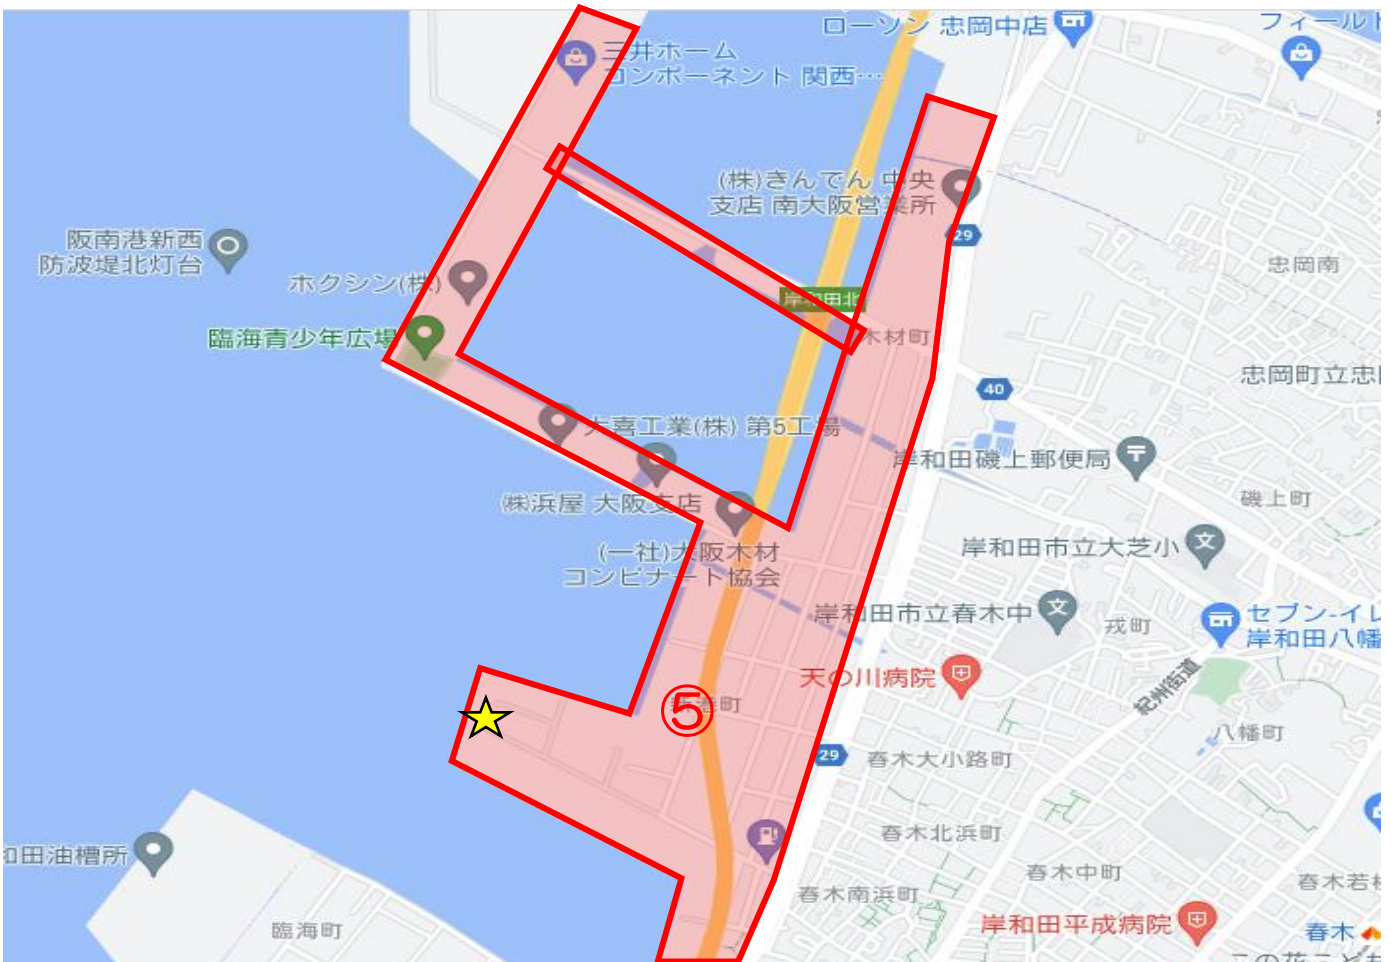 ローソン 忠岡中店
フィールド
三井ホーム
コンポーネント 関西…
(株)きんでん 中央
支店 南大阪営業所
29
阪南港新西
防波堤北灯台
忠岡南
ホクシン(株)
岸和田北
臨海青少年広場
木材町
忠岡町立忠
40
大喜工業(株) 第5工場
岸和田磯上郵便局
磯上町
㈱浜屋 大阪支店
(一社)大阪木材
コンビナート協会
岸和田市立大芝小
岸和田市立春木中
戎町
セブン-イレ
岸和田八幡
天の川病院
紀州街道
新港町
⑤
八幡町
29
春木大小路町
春木北浜町
和田油槽所
春木中町
春木若松
春木南浜町
臨海町
岸和田平成病院
春木
この花こども